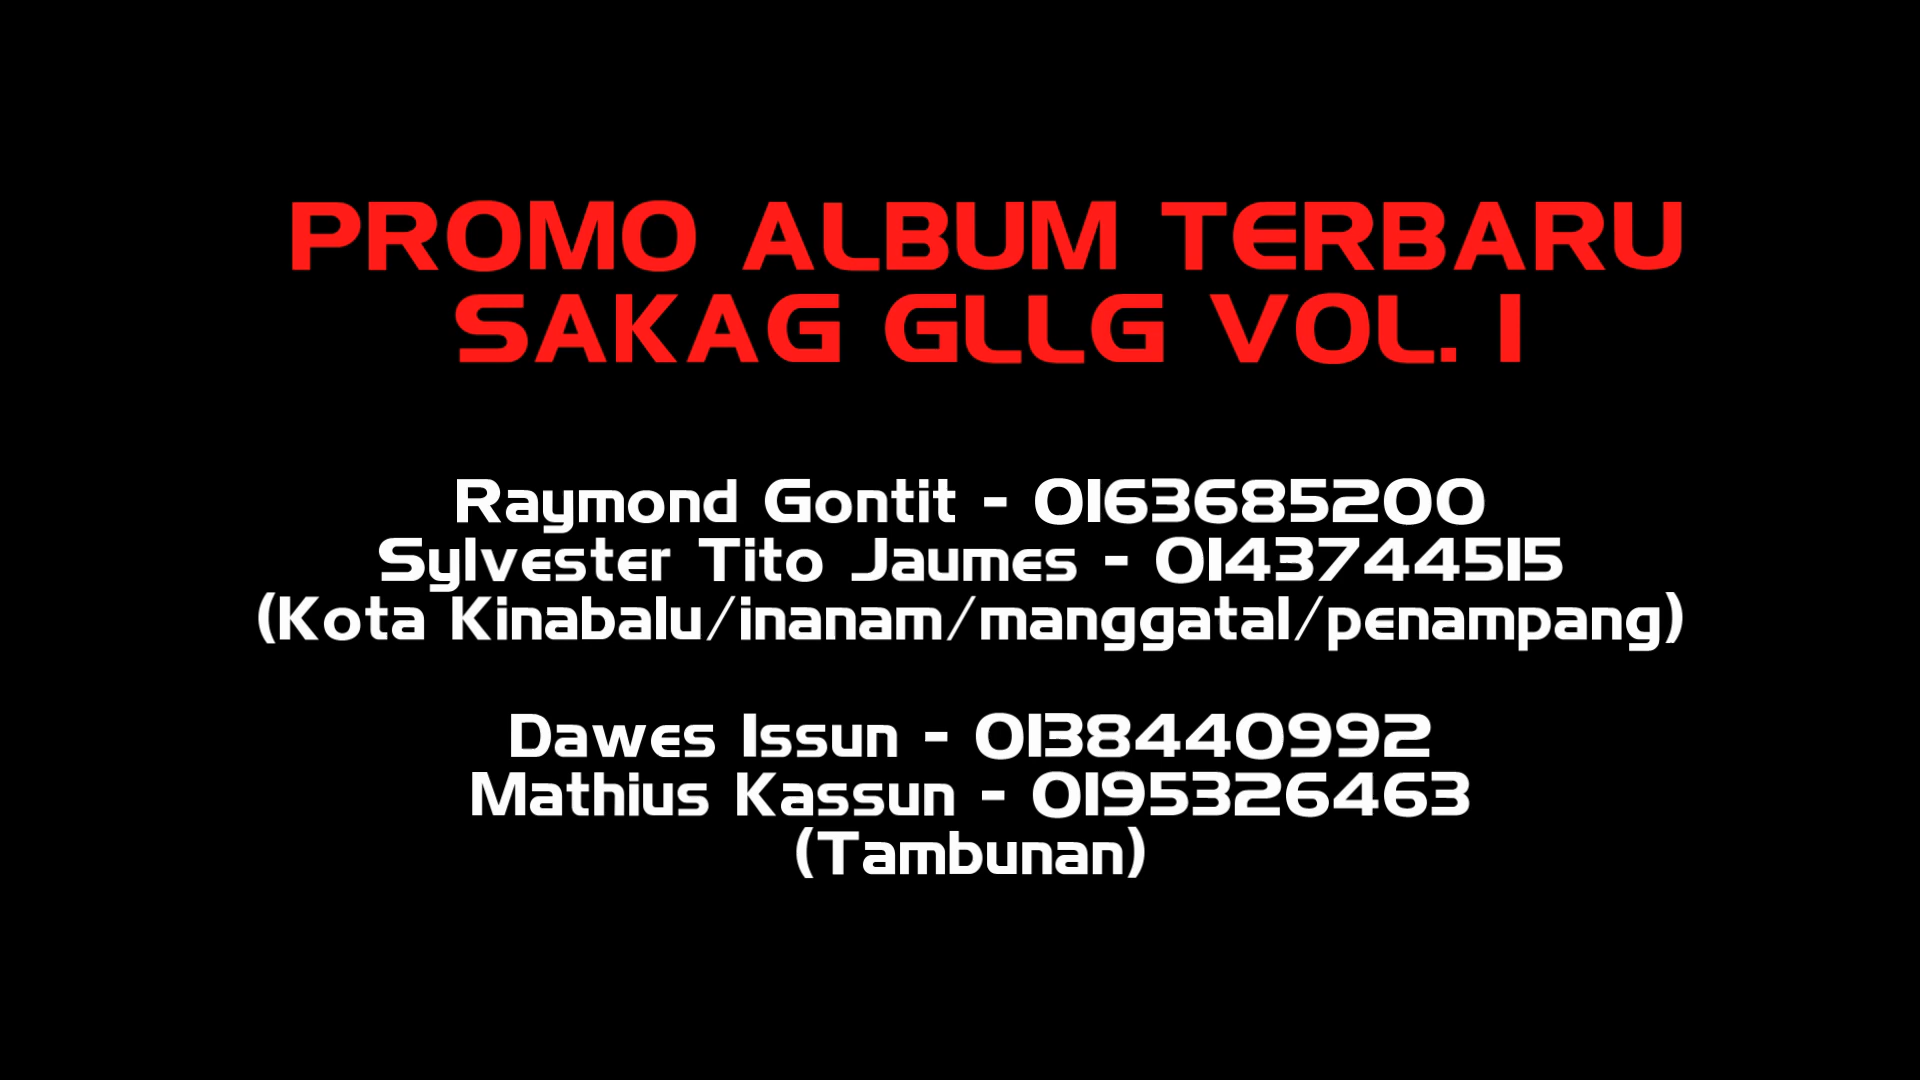 PROMO ALBUM TERBARU
SAKAG GLLG VOL. 1
Raymond Gontit - 0163685200
Sylvester Tito Jaumes - 0143744515
(Kota Kinabalu/inanam/manggatal/penampang)
Dawes Issun - 0138440992
Mathius Kassun - 0195326463
(Tambunan)